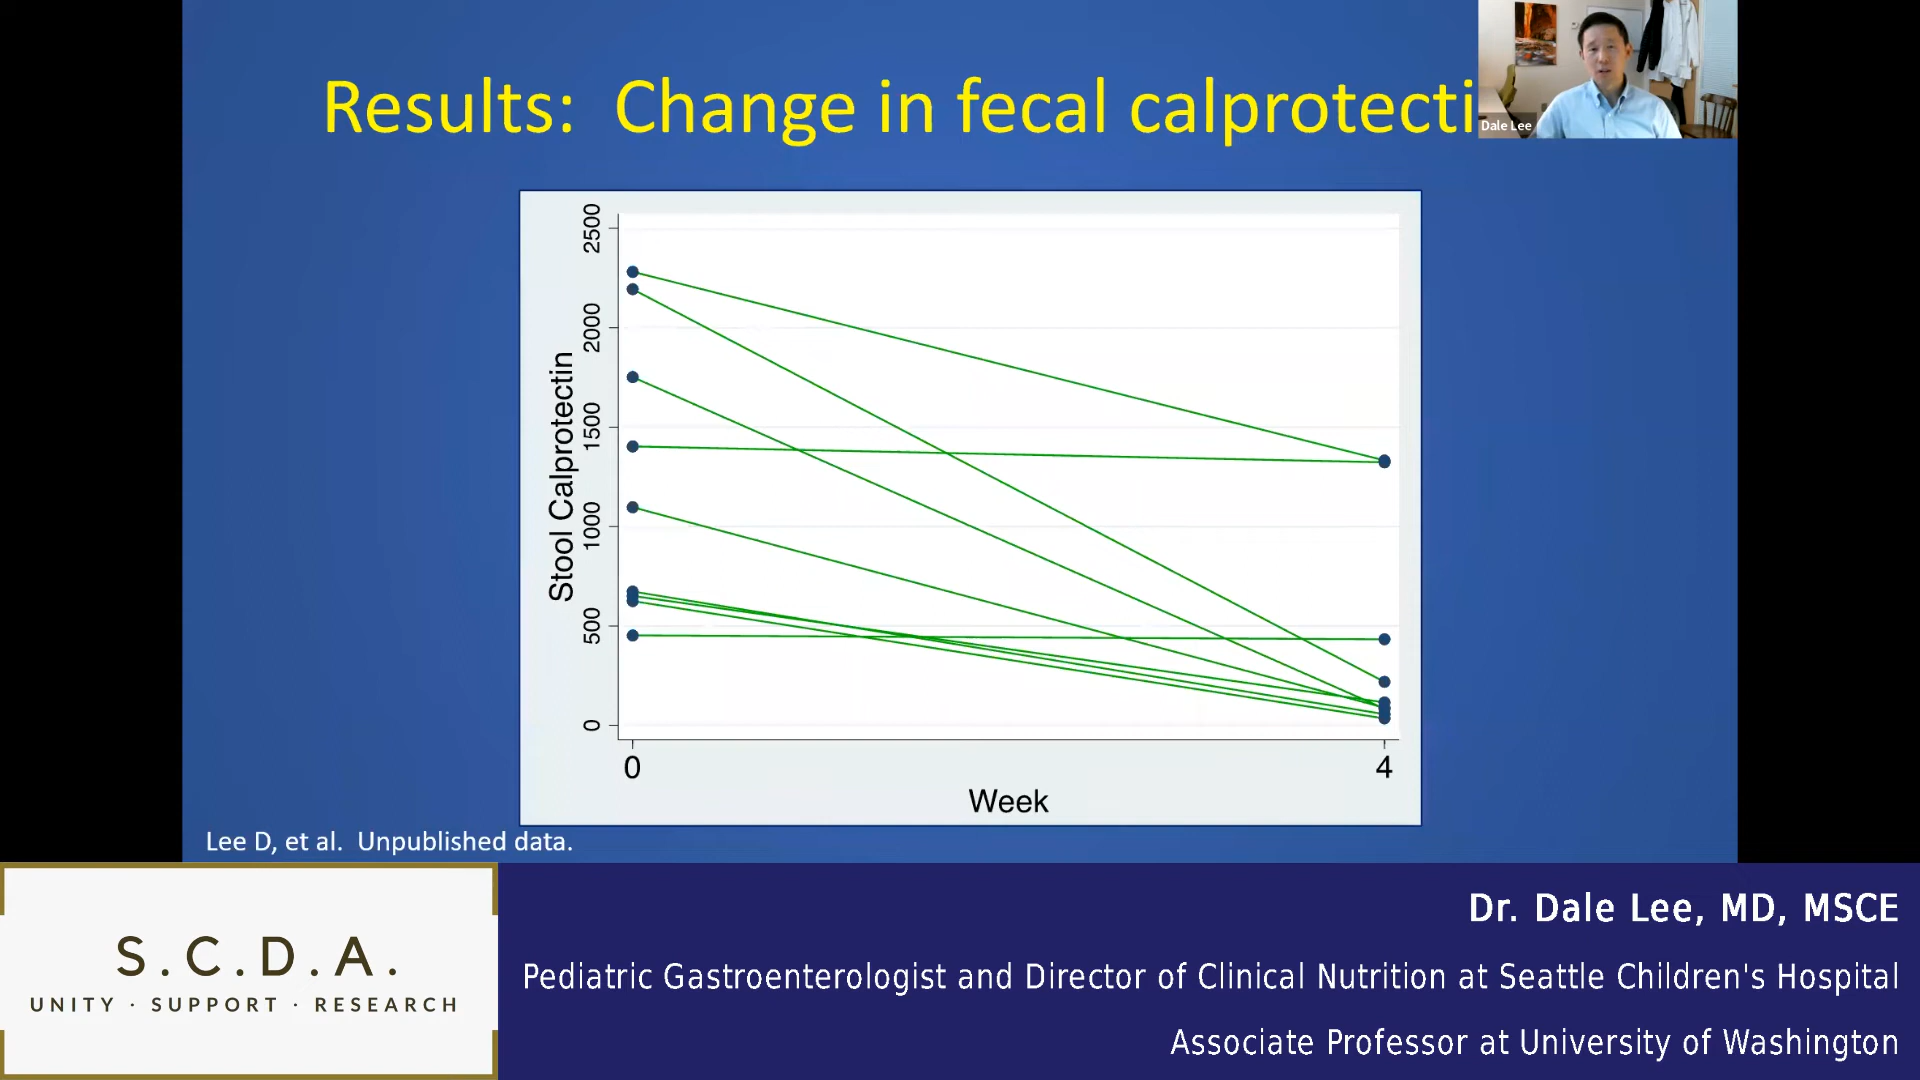 Results: Change in fecal calprotecti
Dale Lee
Stool Calprotectin
2500
2000
1500
1000
500
0
0 4
Week
Lee D, et al. Unpublished data.
S.C.D.A.
UNITY · SUPPORT · RESEARCH
Dr. Dale Lee, MD, MSCE
Pediatric Gastroenterologist and Director of Clinical Nutrition at Seattle Children's Hospital
Associate Professor at University of Washington